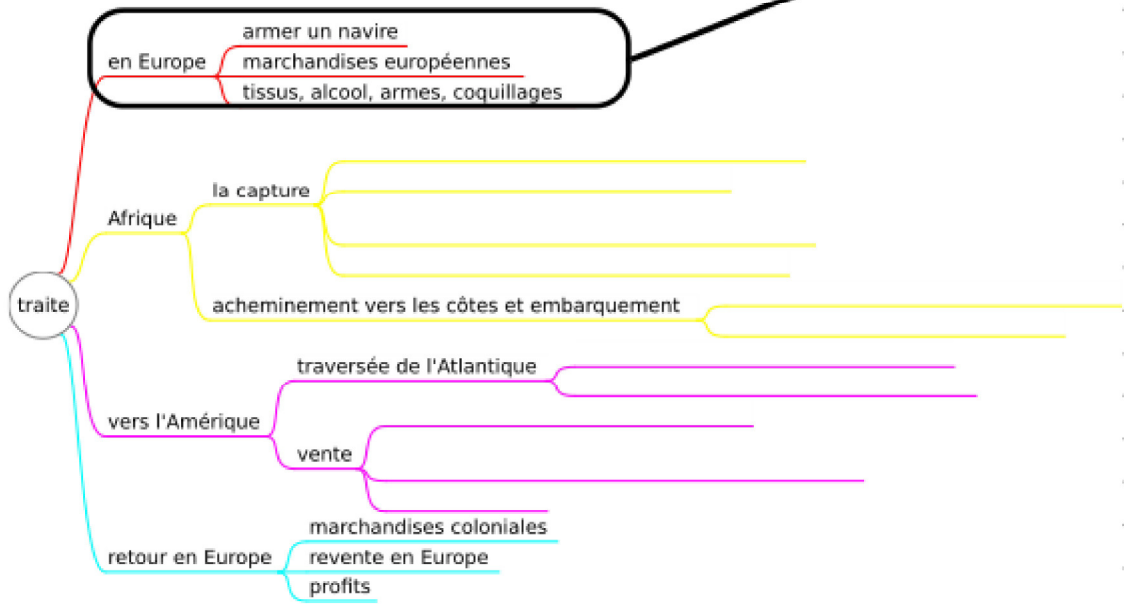 armer un navire
en Europe
marchandises européennes
tissus, alcool, armes, coquillages
la capture
Afrique
traite
acheminement vers les côtes et embarquement
traversée de l'Atlantique
vers l'Amérique
vente
marchandises coloniales
retour en Europe
revente en Europe
profits